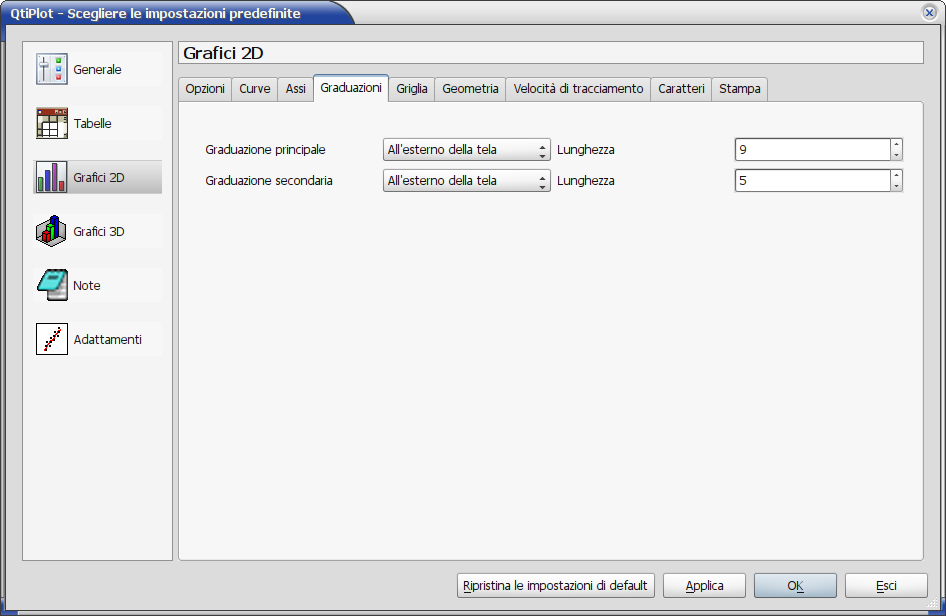 QtiPlot - Scegliere le impostazioni predefinite
Grafici 2D
Generale
Tabelle
Grafici 2D
Grafici 3D
Note
Adattamenti
Opzioni Curve Assi Graduazioni Griglia Geometria Velocità di tracciamento Caratteri Stampa
Graduazione principale All'esterno della tela Lunghezza 9
Graduazione secondaria All'esterno della tela Lunghezza 5
Ripristina le impostazioni di default Applica OK Esci